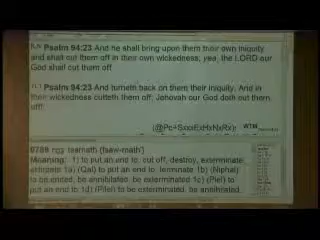 Psalm 94:23 And he shall bring upon them their own iniquity
and shall cut them off in their own wickedness; yea, the LORD our
God shall cut them off
Psalm 94:23 And turneth back on them their iniquity, And in
their wickedness cutteth them off; Jehovah our God doth cut them
off!
(@Pc=SxxxExHxNxRx):
WTM
6789 tsamath {tsaw-math'}
Meaning: 1) to put an end to, cut off, destroy, exterminate,
extirpate 1a) (Qal) to put an end to, terminate 1b) (Niphal)
to be ended, be annihilated, be exterminated 1c) (Piel) to
put an end to 1d) (Pilel) to be exterminated, be annihilated,